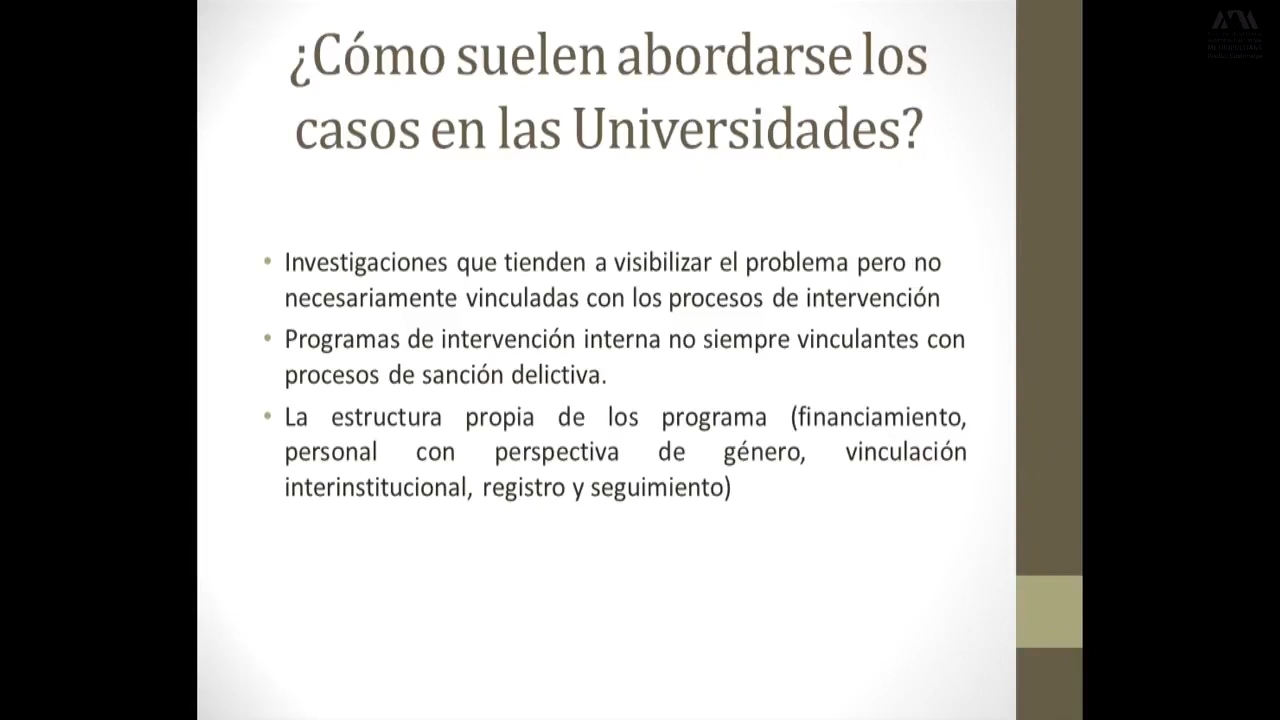 ¿Cómo suelen abordarse los
casos en las Universidades?
• Investigaciones que tienden a visibilizar el problema pero no
necesariamente vinculadas con los procesos de intervención
• Programas de intervención interna no siempre vinculantes con
procesos de sanción delictiva.
• La estructura propia de los programa (financiamiento,
personal con perspectiva de género, vinculación
interinstitucional, registro y seguimiento)